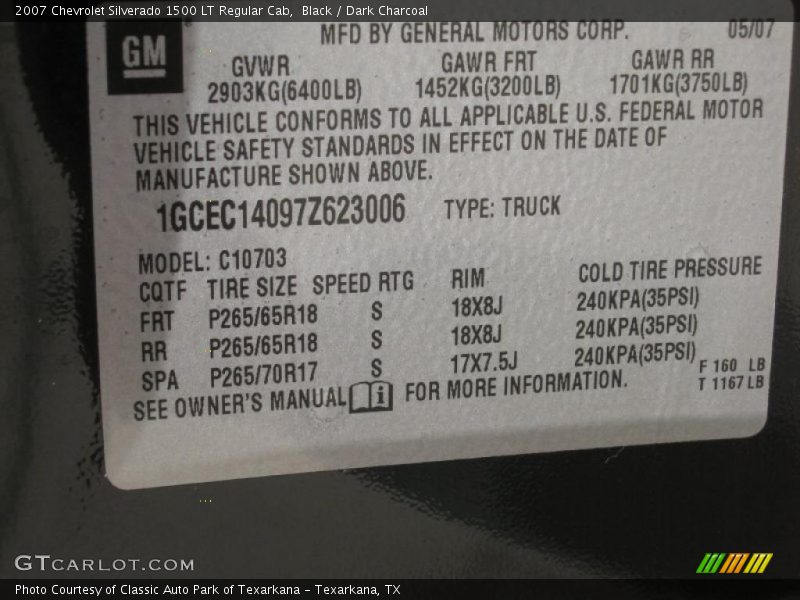 2007 Chevrolet Silverado 1500 LT Regular Cab, Black / Dark Charcoal
GM
MFD BY GENERAL MOTORS CORP. 05/07
GVWR GAWR FRT GAWR RR
2903KG(6400LB) 1452KG(3200LB) 1701KG(3750LB)
THIS VEHICLE CONFORMS TO ALL APPLICABLE U.S. FEDERAL MOTOR
VEHICLE SAFETY STANDARDS IN EFFECT ON THE DATE OF
MANUFACTURE SHOWN ABOVE.
1GCEC14097Z623006 TYPE: TRUCK
MODEL: C10703
CQTF TIRE SIZE SPEED RTG RIM COLD TIRE PRESSURE
FRT P265/65R18 S 18X8J 240KPA(35PSI)
RR P265/65R18 S 18X8J 240KPA(35PSI)
SPA P265/70R17 S 17X7.5J 240KPA(35PSI)
F 160 LB
T 1167 LB
SEE OWNER'S MANUAL i FOR MORE INFORMATION.
GTCARLOT.COM
Photo Courtesy of Classic Auto Park of Texarkana - Texarkana, TX